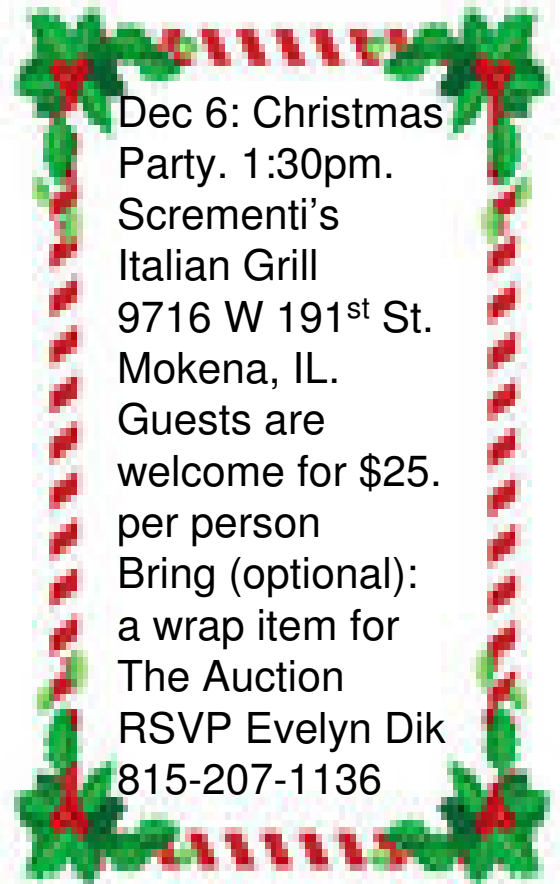 Dec 6: Christmas
Party. 1:30pm.
Scrementi’s
Italian Grill
9716 W 191st St.
Mokena, IL.
Guests are
welcome for $25.
per person
Bring (optional):
a wrap item for
The Auction
RSVP Evelyn Dik
815-207-1136